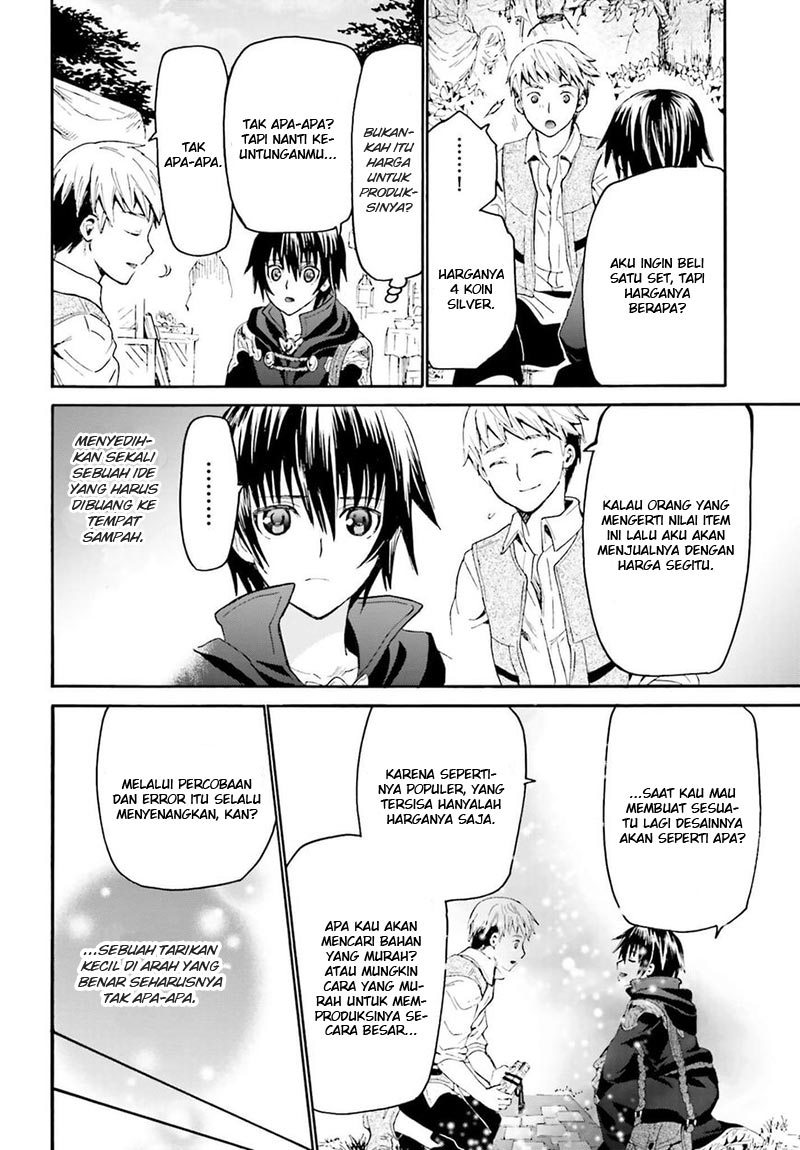 ......!
AKU INGIN BELI
SATU SET, TAPI
HARGANYA
BERAPA?
HARGANYA
4 KOIN
SILVER.
BUKAN-
KAH ITU
HARGA
UNTUK
PRODUK-
SINYA?
TAK APA-APA?
TAPI NANTI KE-
UNTUNGANMU...
TAK
APA-APA.
KALAU ORANG YANG
MENGERTI NILAI ITEM
INI LALU AKU AKAN
MENJUALNYA DENGAN
HARGA SEGITU.
........
MENYEDIH-
KAN SEKALI
SEBUAH IDE
YANG HARUS
DIBUANG KE
TEMPAT
SAMPAH.
...SAAT KAU MAU
MEMBUAT SESUA-
TU LAGI DESAINNYA
AKAN SEPERTI APA?
KARENA SEPERTI-
NYA POPULER, YANG
TERSISA HANYALAH
HARGANYA SAJA.
APA KAU AKAN
MENCARI BAHAN
YANG MURAH?
ATAU MUNGKIN
CARA YANG MU-
RAH UNTUK MEM-
PRODUKSINYA SE-
CARA BESAR...
MELALUI PERCOBAAN
DAN ERROR ITU SELALU
MENYENANGKAN, KAN?
...SEBUAH TARIKAN
KECIL DI ARAH YANG
BENAR SEHARUSNYA
TAK APA-APA.